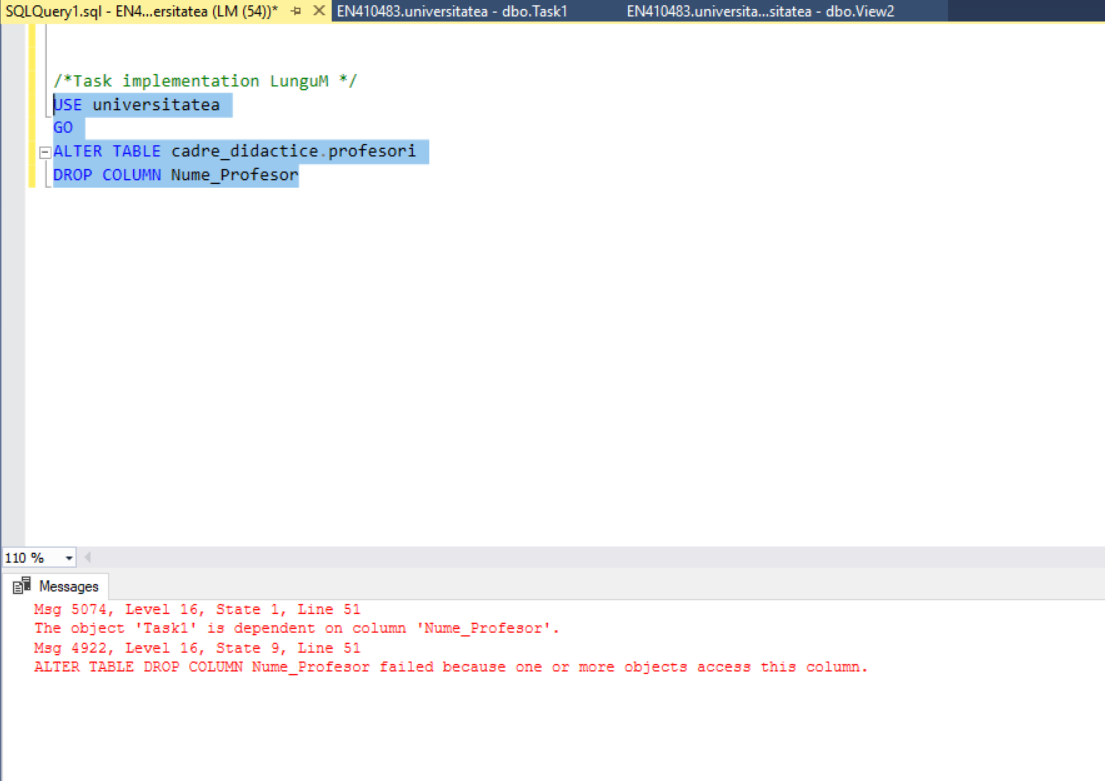 SQLQuery1.sql - EN4...ersitatea (LM (54))* EN410483.universitatea - dbo.Task1 EN410483.universita...sitatea - dbo.View2
/*Task implementation LunguM */
USE universitatea
GO
ALTER TABLE cadre_didactice.profesori
DROP COLUMN Nume_Profesor
110 %
Messages
Msg 5074, Level 16, State 1, Line 51
The object 'Task1' is dependent on column 'Nume_Profesor'.
Msg 4922, Level 16, State 9, Line 51
ALTER TABLE DROP COLUMN Nume_Profesor failed because one or more objects access this column.